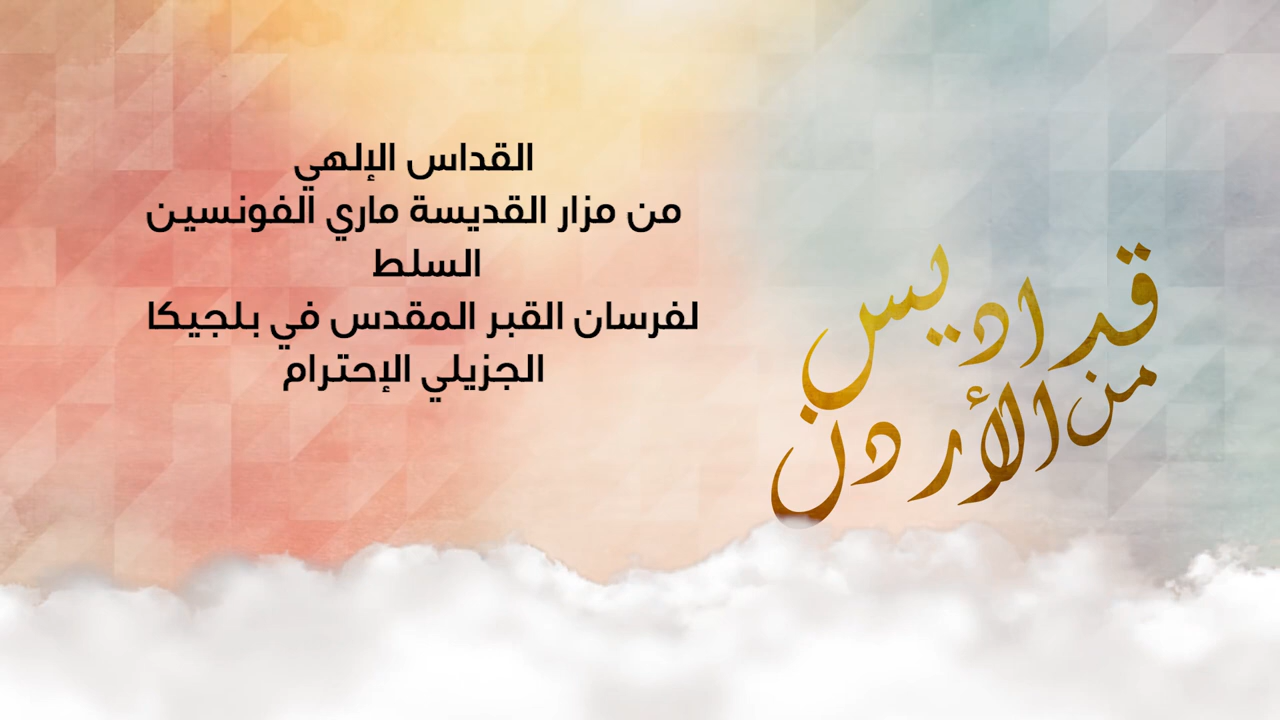 القداس الإلهي
من مزار القديسة ماري الفونسين
السلط
لفرسان القبر المقدس في بلجيكا
الجزيلي الإحترام
قداديس
من الأردن